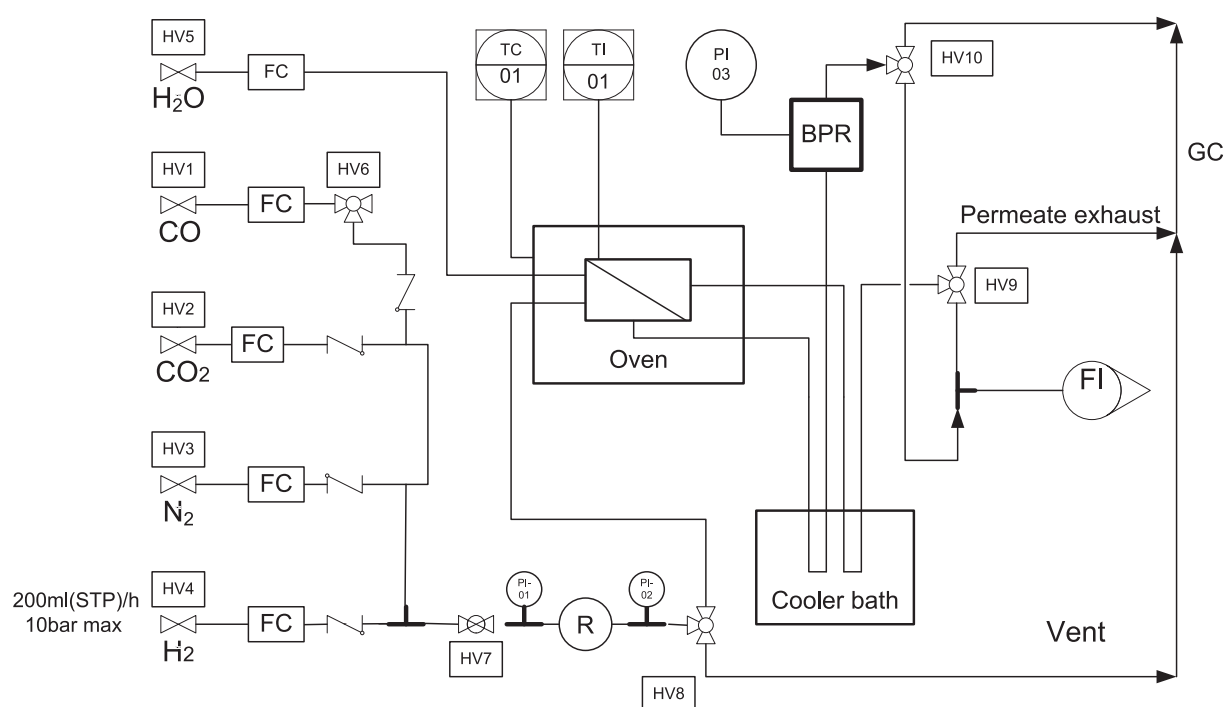 HV5
FC
H₂O
TC
01
TI
01
PI
03
BPR
HV10
GC
HV1
FC
CO
HV6
Permeate exhaust
HV9
HV2
FC
CO₂
Oven
FI
HV3
FC
N₂
HV4
FC
H₂
200ml(STP)/h
10bar max
PI-
01
R
PI-
02
HV7
HV8
Cooler bath
Vent